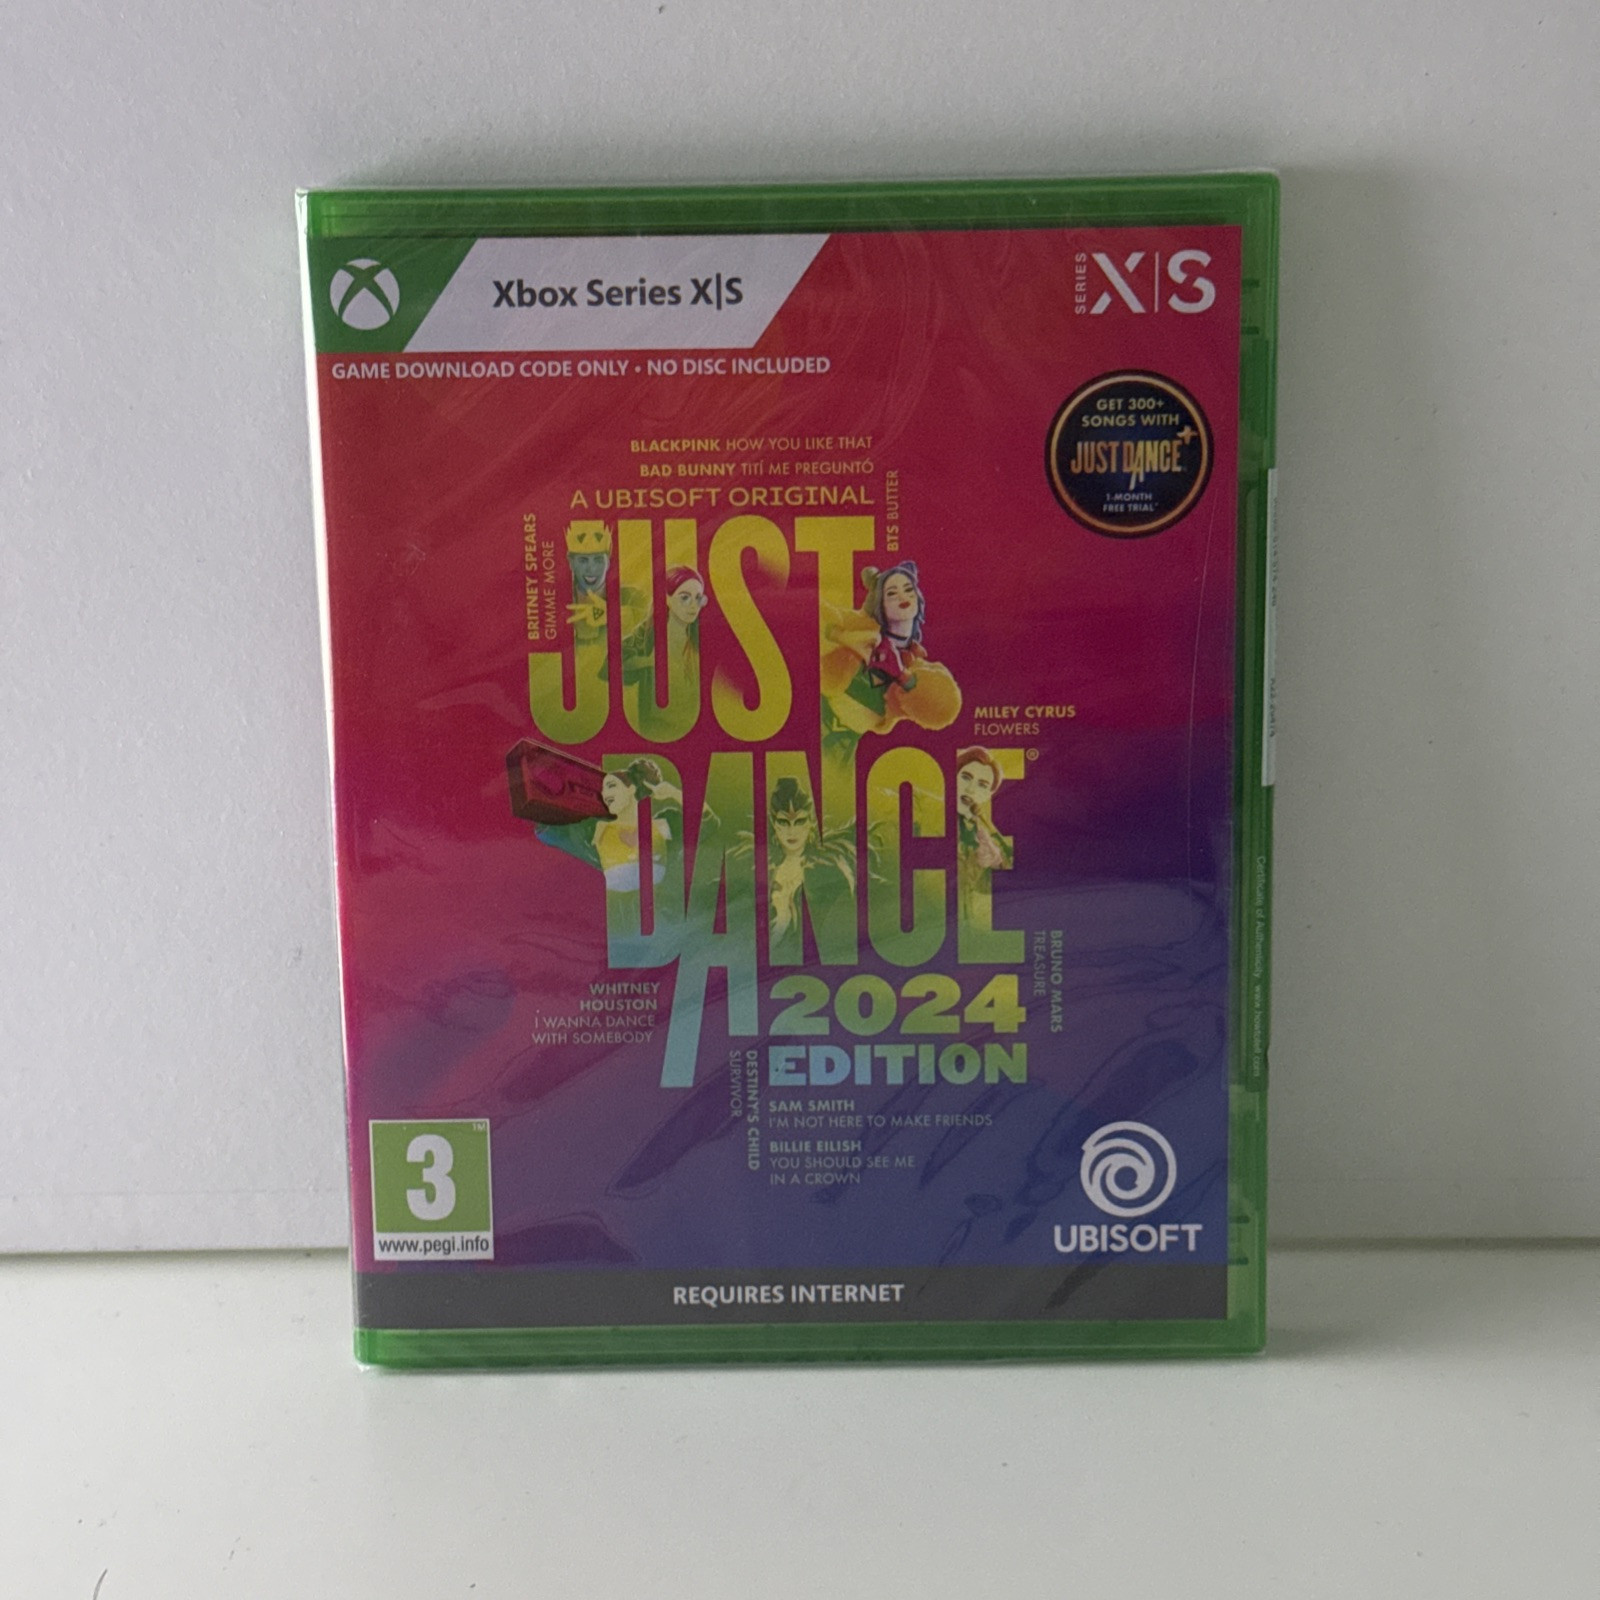 Xbox Series X|S
SERIES X|S
GAME DOWNLOAD CODE ONLY • NO DISC INCLUDED
GET 300+
SONGS WITH
JUST DANCE+
1-MONTH
FREE TRIAL*
BLACKPINK HOW YOU LIKE THAT
BAD BUNNY TITÍ ME PREGUNTÓ
A UBISOFT ORIGINAL
BTS BUTTER
BRITNEY SPEARS
GIMME MORE
JUST
MILEY CYRUS
FLOWERS
DANCE®
BRUNO MARS
TREASURE
WHITNEY
HOUSTON
I WANNA DANCE
WITH SOMEBODY
2024
EDITION
DESTINY'S CHILD
SURVIVOR
SAM SMITH
I'M NOT HERE TO MAKE FRIENDS
BILLIE EILISH
YOU SHOULD SEE ME
IN A CROWN
3™
www.pegi.info
UBISOFT
REQUIRES INTERNET
Certificate of Authenticity